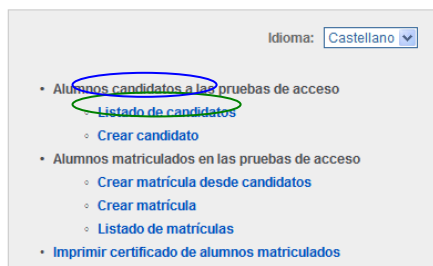 Idioma: Castellano
• Alumnos candidatos a las pruebas de acceso
◦ Listado de candidatos
◦ Crear candidato
• Alumnos matriculados en las pruebas de acceso
◦ Crear matrícula desde candidatos
◦ Crear matrícula
◦ Listado de matrículas
• Imprimir certificado de alumnos matriculados